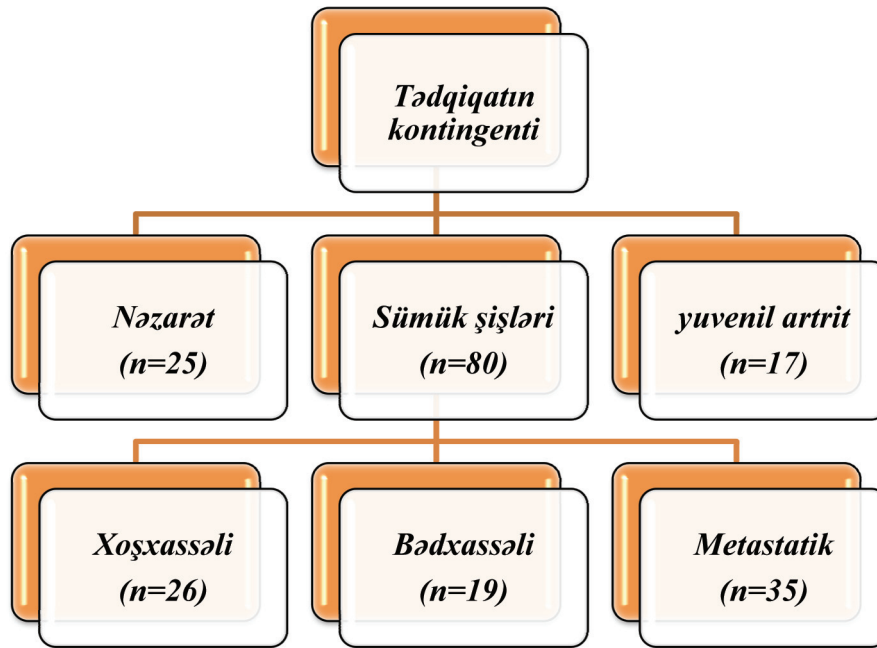 Tədqiqatın
kontingenti
Nəzarət
(n=25)
Sümük şişləri
(n=80)
yuvenil artrit
(n=17)
Xoşxassəli
(n=26)
Bədxassəli
(n=19)
Metastatik
(n=35)